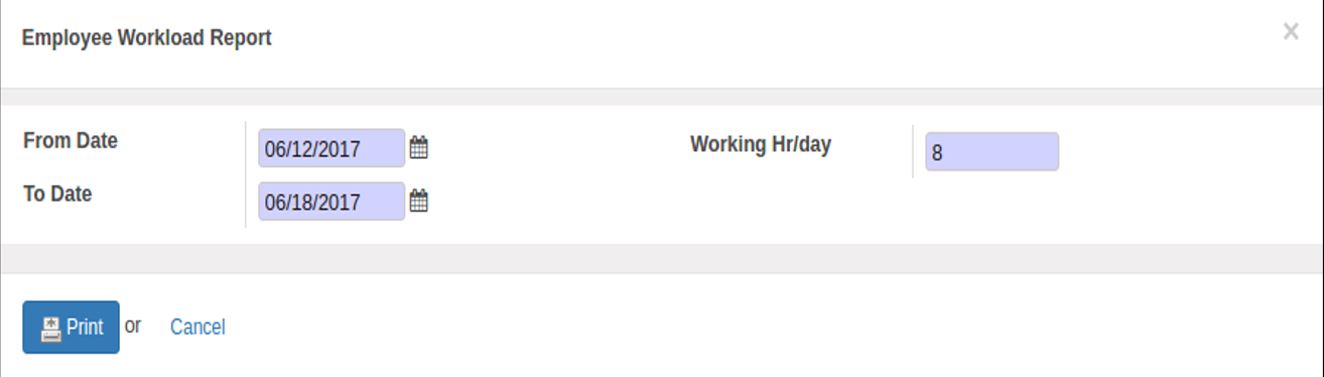 Employee Workload Report
×
From Date
06/12/2017
Working Hr/day
8
To Date
06/18/2017
Print or Cancel